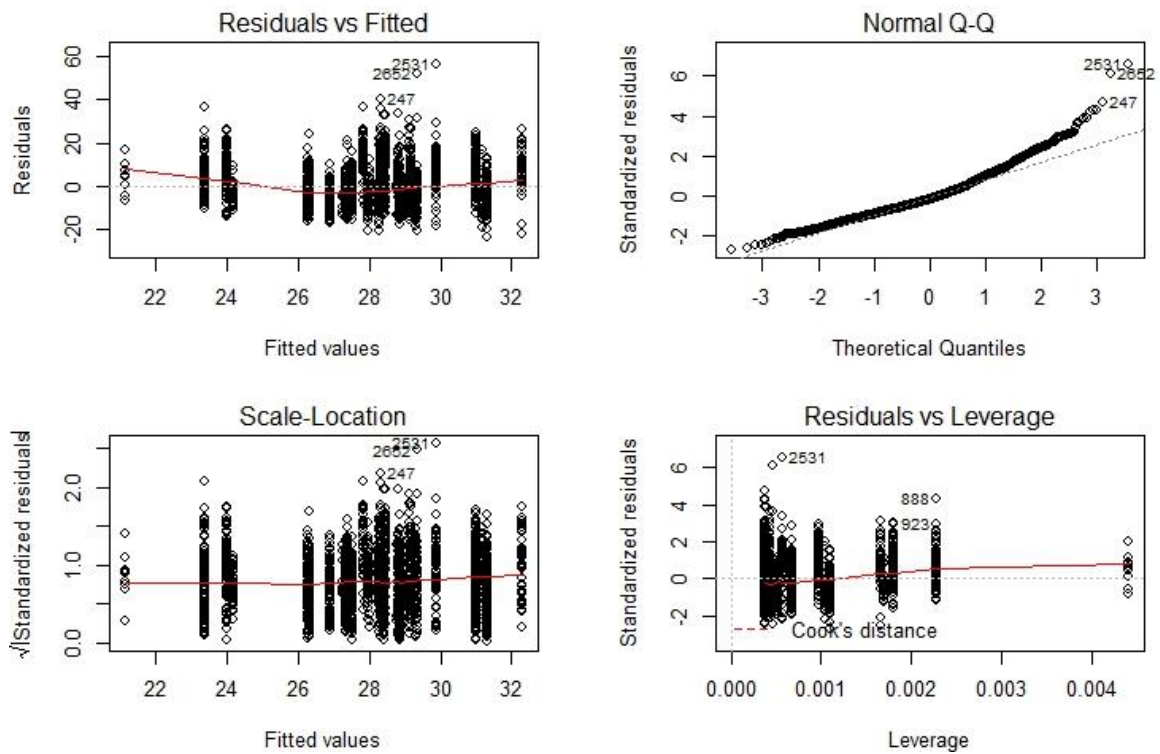 Residuals vs Fitted
Residuals
60
40
20
0
-20
2531
2652
247
22 24 26 28 30 32
Fitted values
Normal Q-Q
Standardized residuals
6
4
2
0
-2
2531 2652
247
-3 -2 -1 0 1 2 3
Theoretical Quantiles
Scale-Location
√|Standardized residuals|
2.0
1.0
0.0
2531
2652
247
22 24 26 28 30 32
Fitted values
Residuals vs Leverage
Standardized residuals
6
4
2
0
-2
2531
888
923
Cook's distance
0.000 0.001 0.002 0.003 0.004
Leverage